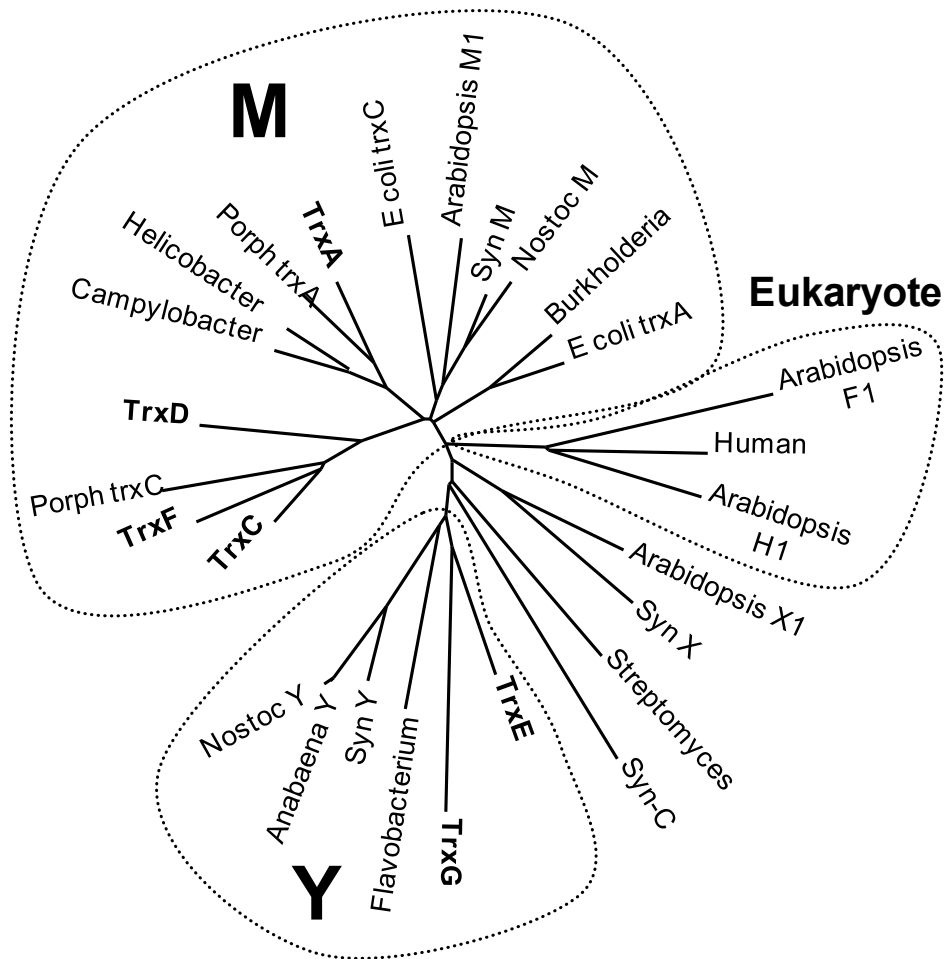 M
E coli trxC
Arabidopsis M1
Syn M
Nostoc M
Burkholderia
E coli trxA
TrxA
Porph trxA
Helicobacter
Campylobacter
TrxD
Porph trxC
TrxF
TrxC
Eukaryote
Arabidopsis
F1
Human
Arabidopsis
H1
Arabidopsis X1
Syn X
Streptomyces
Syn-C
TrxE
TrxG
Flavobacterium
Syn Y
Anabaena Y
Nostoc Y
Y